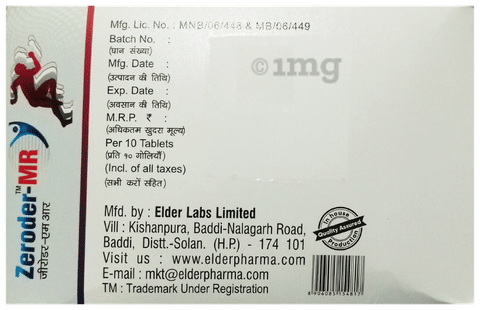 Zeroder-MR™
जीरोडर-एम आर
Mfg. Lic. No. : MNB/06/448 & MB/06/449
Batch No. :
(घान संख्या)
Mfg. Date :
(उत्पादन की तिथि)
Exp. Date :
(अवसान की तिथि)
M.R.P. ₹ :
(अधिकतम खुदरा मूल्य)
Per 10 Tablets
(प्रति १० गोलियाँ)
(Incl. of all taxes)
(सभी करों सहित)
©1mg
Mfd. by : Elder Labs Limited
Vill : Kishanpura, Baddi-Nalagarh Road,
Baddi, Distt.-Solan. (H.P.) - 174 101
Visit us : www.elderpharma.com
E-mail : mkt@elderpharma.com
TM : Trademark Under Registration
In house
Quality Assured
Production
8906083154817